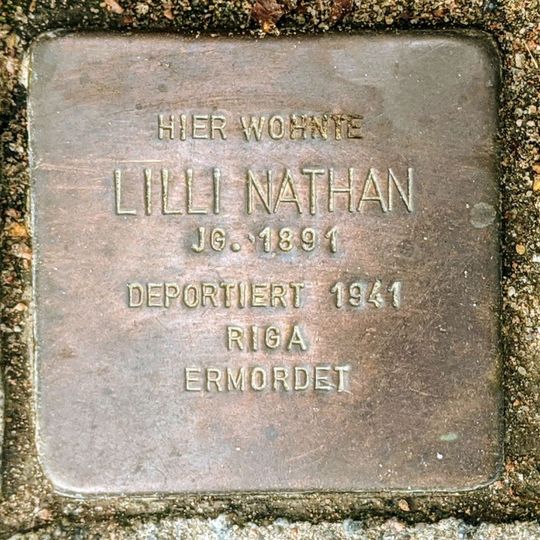 HIER WOHNTE
LILLI NATHAN
JG. 1891
DEPORTIERT 1941
RIGA
ERMORDET